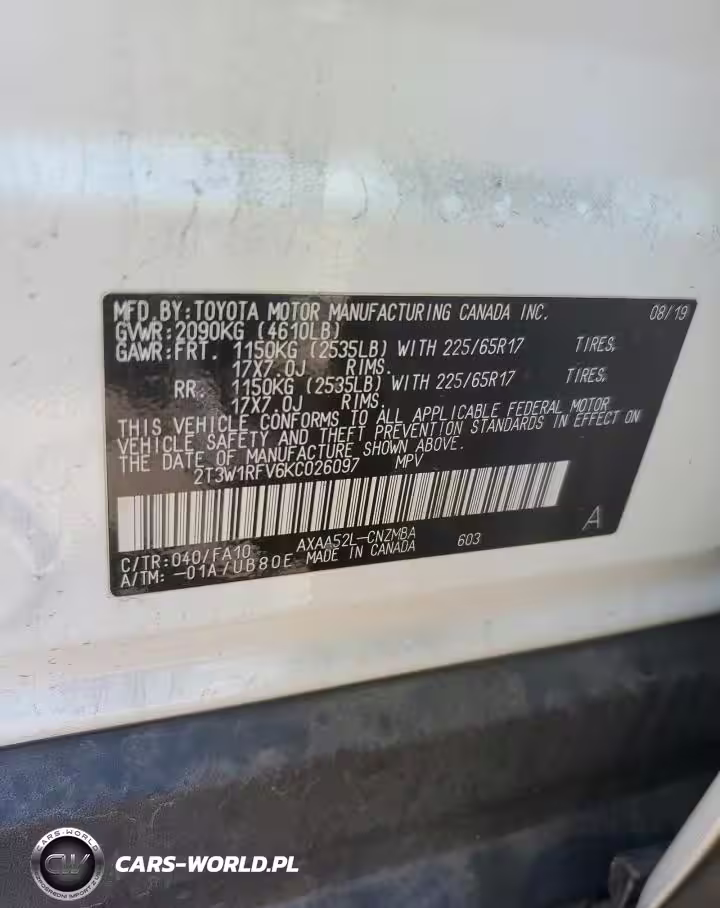 MFD.BY:TOYOTA MOTOR MANUFACTURING CANADA INC. 08/19
GVWR:2090KG (4610LB)
GAWR:FRT. 1150KG (2535LB) WITH 225/65R17 TIRES,
17X7.0J RIMS.
RR. 1150KG (2535LB) WITH 225/65R17 TIRES,
17X7.0J RIMS.
THIS VEHICLE CONFORMS TO ALL APPLICABLE FEDERAL MOTOR
VEHICLE SAFETY AND THEFT PREVENTION STANDARDS IN EFFECT ON
THE DATE OF MANUFACTURE SHOWN ABOVE.
2T3W1RFV6KC026097 MPV
A
C/TR:040/FA10 AXAA52L-CNZMBA 603
A/TM:-01A/UB80E MADE IN CANADA
CARS-WORLD
CW
CARS-WORLD.PL